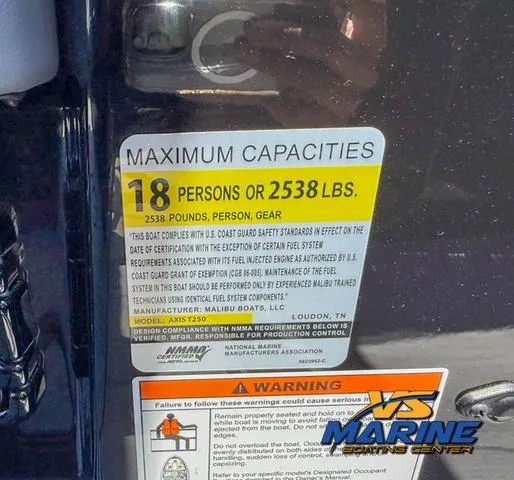 MAXIMUM CAPACITIES
18 PERSONS OR 2538 LBS.
2538 POUNDS, PERSON, GEAR
"THIS BOAT COMPLIES WITH U.S. COAST GUARD SAFETY STANDARDS IN EFFECT ON THE
DATE OF CERTIFICATION WITH THE EXCEPTION OF CERTAIN FUEL SYSTEM
REQUIREMENTS ASSOCIATED WITH ITS FUEL INJECTED ENGINE AS AUTHORIZED BY U.S.
COAST GUARD GRANT OF EXEMPTION (CGB 06-005). MAINTENANCE OF THE FUEL
SYSTEM IN THIS BOAT SHOULD BE PERFORMED ONLY BY EXPERIENCED MALIBU TRAINED
TECHNICIANS USING IDENTICAL FUEL SYSTEM COMPONENTS."
MANUFACTURER: MALIBU BOATS, LLC
MODEL: AXIS T250 LOUDON, TN
DESIGN COMPLIANCE WITH NMMA REQUIREMENTS BELOW IS
VERIFIED. MFGR. RESPONSIBLE FOR PRODUCTION CONTROL
NMMA
CERTIFIED
NATIONAL MARINE
MANUFACTURERS ASSOCIATION
WARNING
Failure to follow these warnings could cause serious
Remain properly seated and hold on to
while boat is moving to avoid falling
ejected from the boat. Do not
edges.
Do not overload the boat.
evenly distributed on both sides
handling, sudden loss of control, swamping
capsizing.
Refer to your specific model's Designated Occupant
Owner's Manual.
VS
MARINE
BOATING CENTER